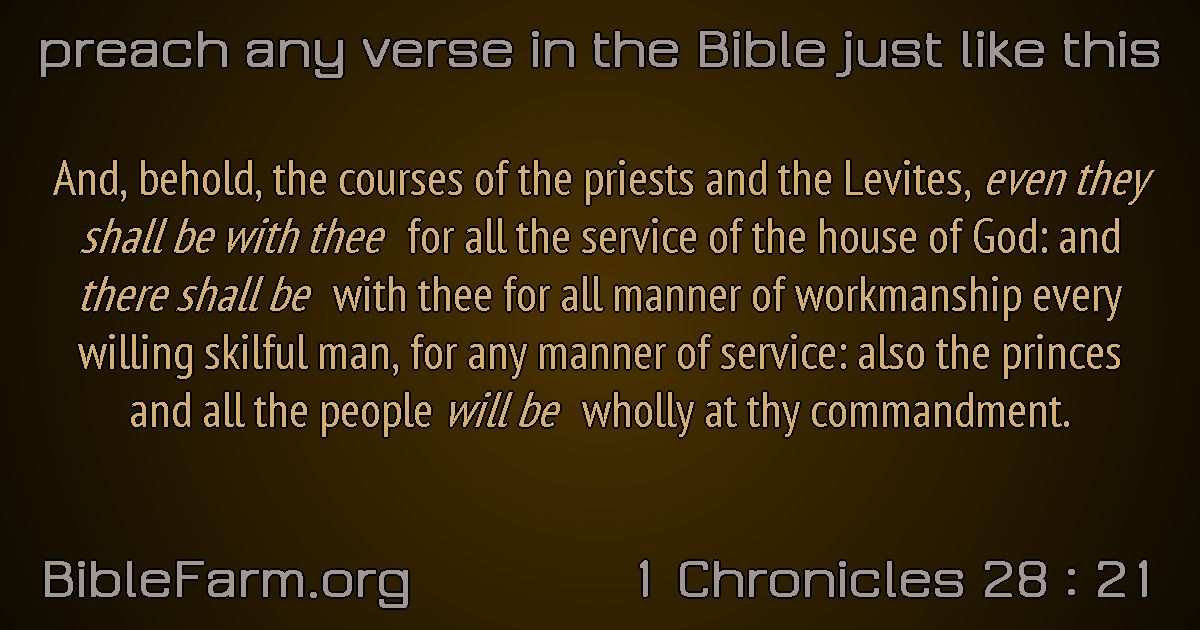 preach any verse in the Bible just like this
And, behold, the courses of the priests and the Levites, even they
shall be with thee for all the service of the house of God: and
there shall be with thee for all manner of workmanship every
willing skilful man, for any manner of service: also the princes
and all the people will be wholly at thy commandment.
BibleFarm.org
1 Chronicles 28 : 21